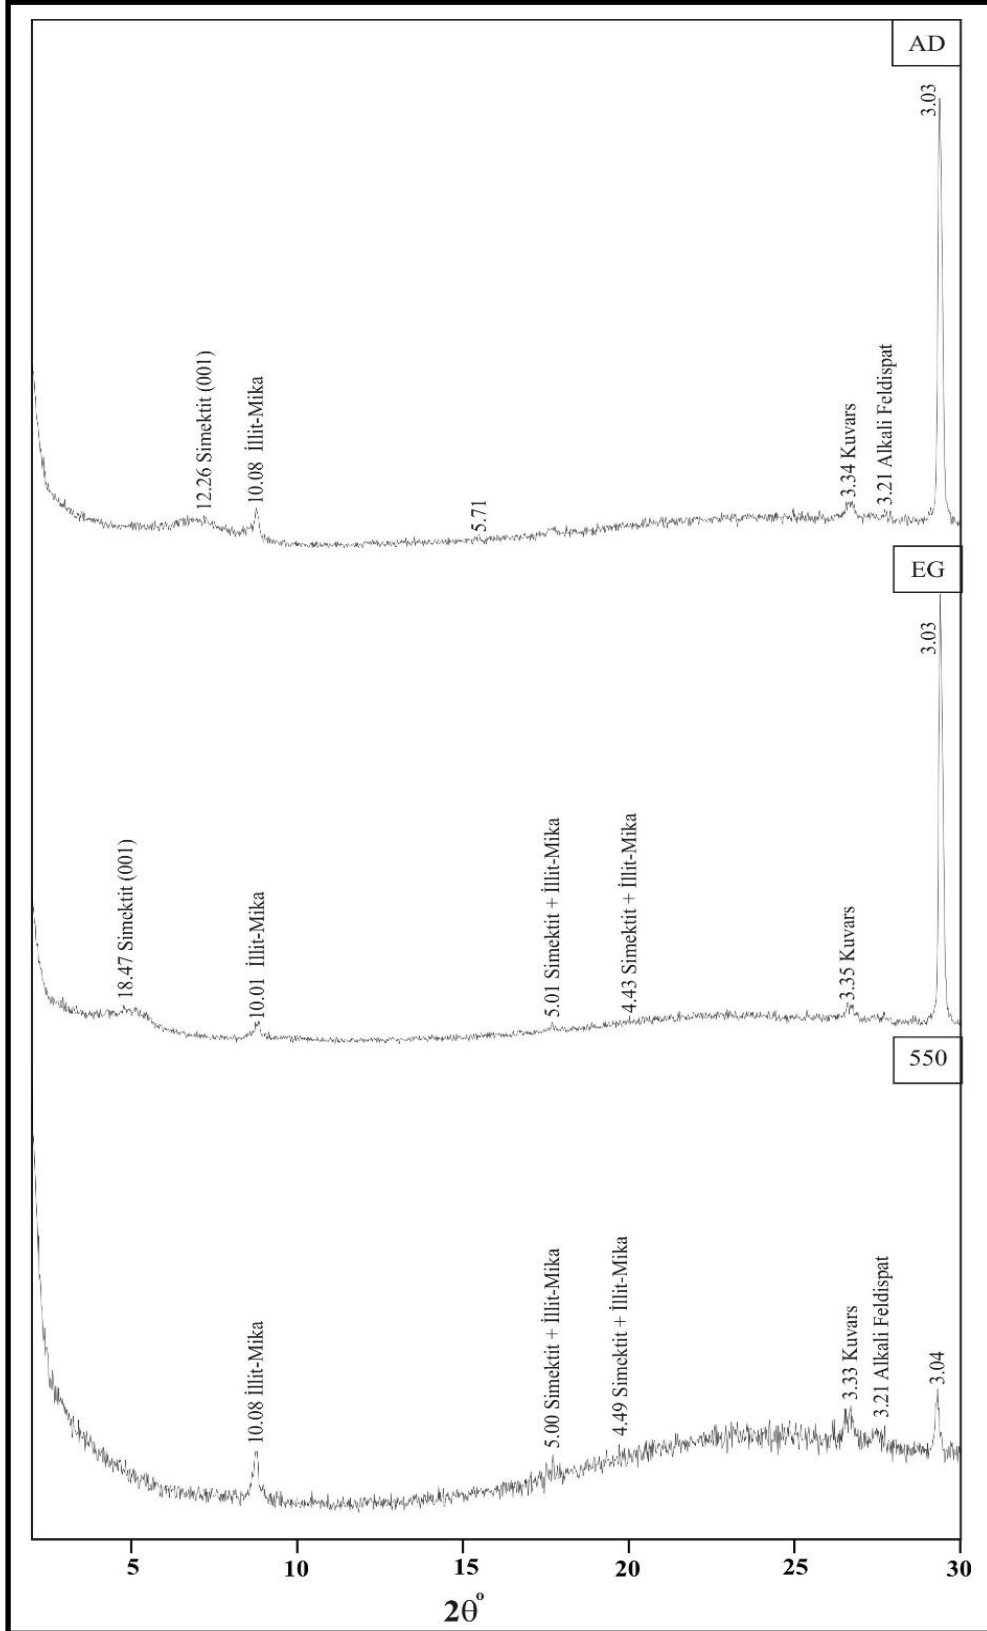 AD
3.03
12.26 Simektit (001)
10.08 İllit-Mika
5.71
3.34 Kuvars
3.21 Alkali Feldispat
EG
3.03
18.47 Simektit (001)
10.01 İllit-Mika
5.01 Simektit + İllit-Mika
4.43 Simektit + İllit-Mika
3.35 Kuvars
550
10.08 İllit-Mika
5.00 Simektit + İllit-Mika
4.49 Simektit + İllit-Mika
3.33 Kuvars
3.21 Alkali Feldispat
3.04
5 10 15 20 25 30
2θ°